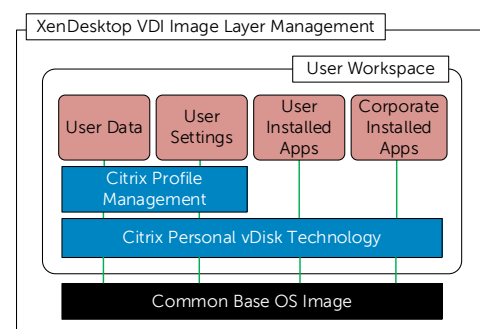 XenDesktop VDI Image Layer Management
User Workspace
User Data
User
Settings
User
Installed
Apps
Corporate
Installed
Apps
Citrix Profile
Management
Citrix Personal vDisk Technology
Common Base OS Image